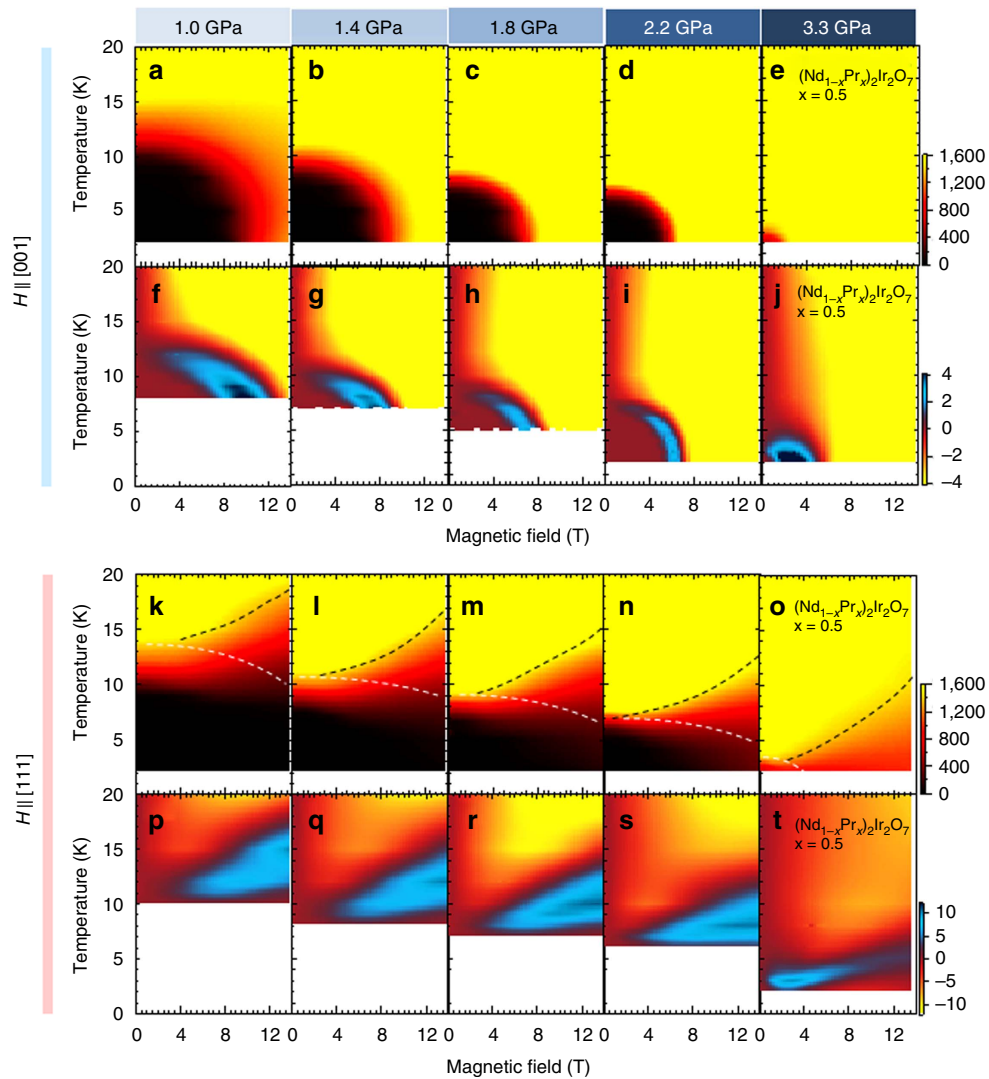 1.0 GPa 1.4 GPa 1.8 GPa 2.2 GPa 3.3 GPa
H || [001]
Temperature (K)
20
15
10
5
a b c d e
(Nd1−xPrx)2Ir2O7
x = 0.5
1,600
1,200
800
400
0
Temperature (K)
20
15
10
5
0
f g h i j
(Nd1−xPrx)2Ir2O7
x = 0.5
4
2
0
−2
−4
0 4 8 12 0 4 8 12 0 4 8 12 0 4 8 12 0 4 8 12
Magnetic field (T)
H || [111]
Temperature (K)
20
15
10
5
k l m n o
(Nd1−xPrx)2Ir2O7
x = 0.5
1,600
1,200
800
400
0
Temperature (K)
20
15
10
5
0
p q r s t
(Nd1−xPrx)2Ir2O7
x = 0.5
10
5
0
−5
−10
0 4 8 12 0 4 8 12 0 4 8 12 0 4 8 12 0 4 8 12
Magnetic field (T)